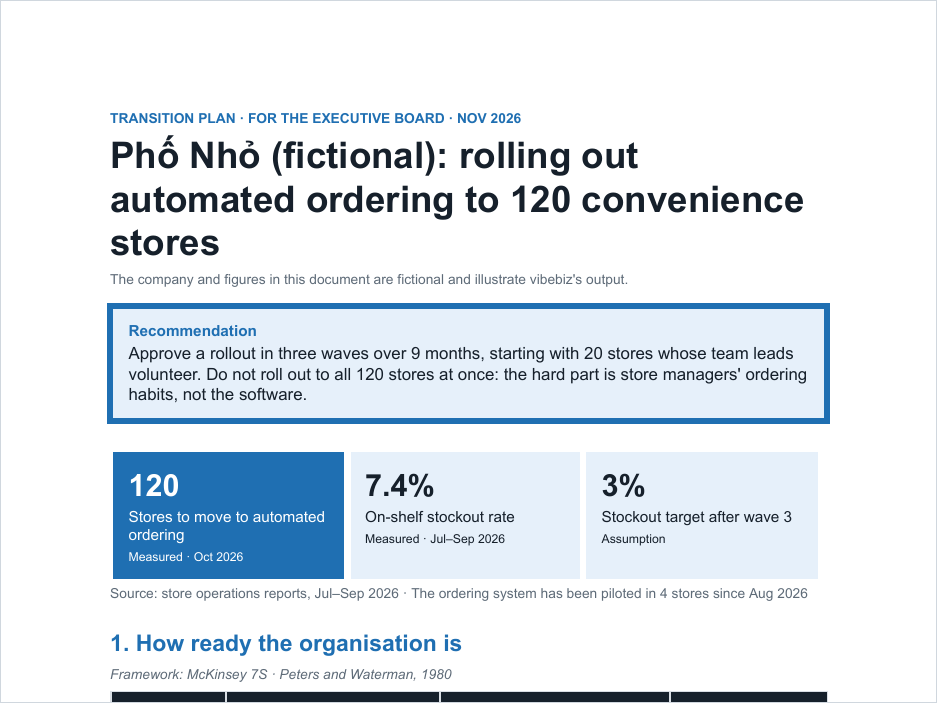 TRANSITION PLAN · FOR THE EXECUTIVE BOARD · NOV 2026
Phố Nhỏ (fictional): rolling out
automated ordering to 120 convenience
stores
The company and figures in this document are fictional and illustrate vibebiz's output.
Recommendation
Approve a rollout in three waves over 9 months, starting with 20 stores whose team leads
volunteer. Do not roll out to all 120 stores at once: the hard part is store managers' ordering
habits, not the software.
120
Stores to move to automated
ordering
Measured · Oct 2026
7.4%
On-shelf stockout rate
Measured · Jul–Sep 2026
3%
Stockout target after wave 3
Assumption
Source: store operations reports, Jul–Sep 2026 · The ordering system has been piloted in 4 stores since Aug 2026
1. How ready the organisation is
Framework: McKinsey 7S · Peters and Waterman, 1980